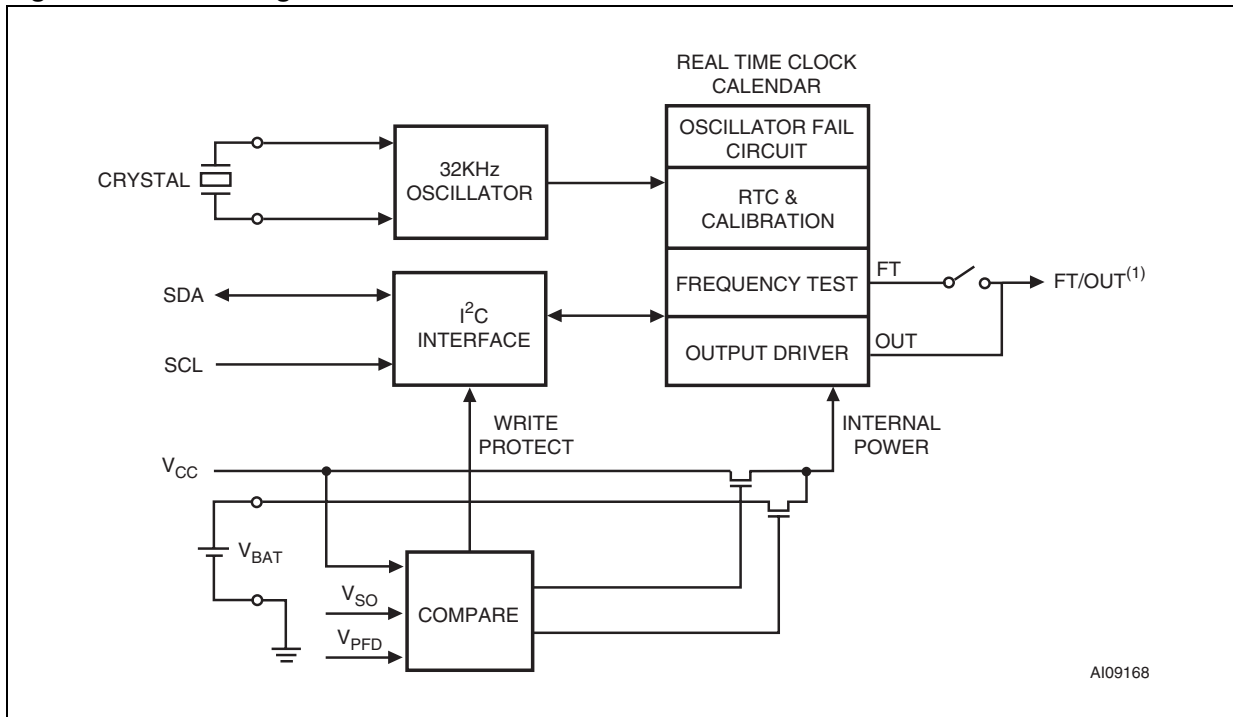 REAL TIME CLOCK
CALENDAR
OSCILLATOR FAIL
CIRCUIT
CRYSTAL
32KHz
OSCILLATOR
RTC &
CALIBRATION
FREQUENCY TEST
FT
FT/OUT(1)
SDA
I2C
INTERFACE
SCL
OUTPUT DRIVER
OUT
WRITE
PROTECT
INTERNAL
POWER
VCC
VBAT
VSO
COMPARE
VPFD
AI09168